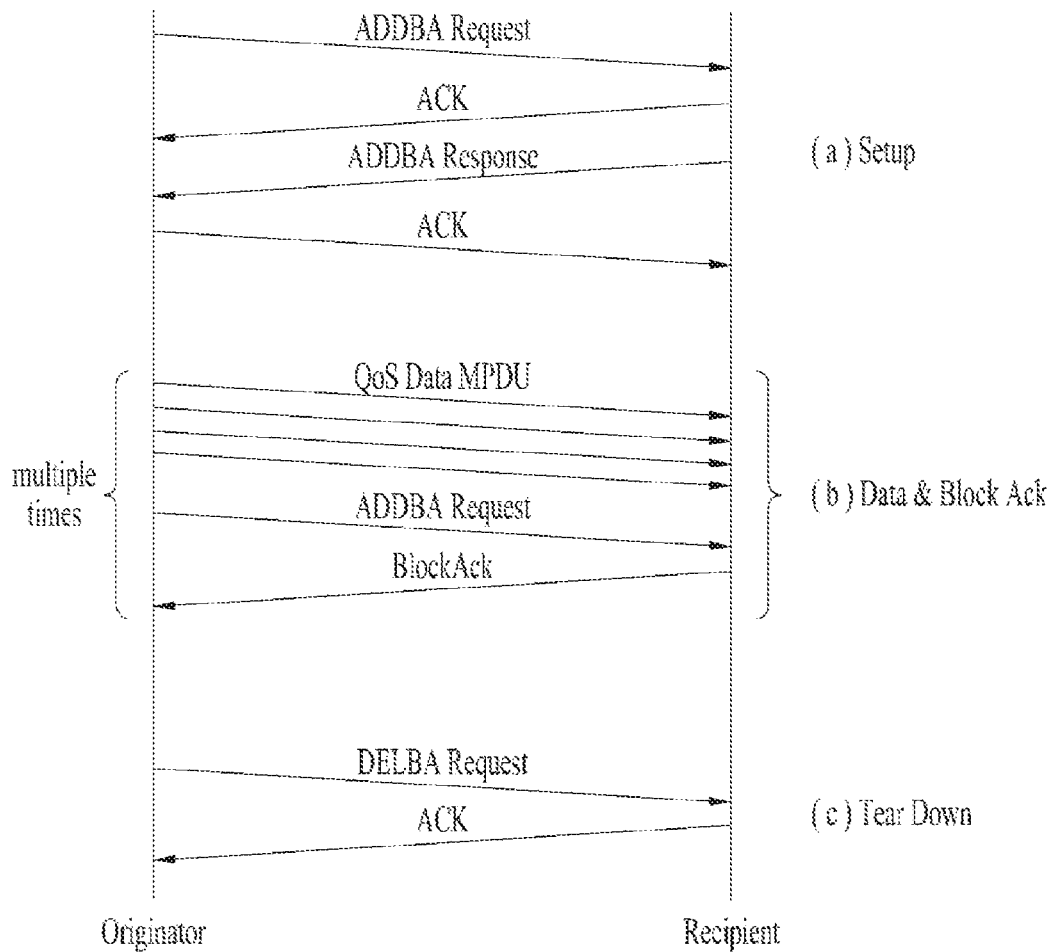 ADDBA Request
ACK
ADDBA Response
( a ) Setup
ACK
QoS Data MPDU
multiple
times
ADDBA Request
( b ) Data & Block Ack
BlockAck
DELBA Request
ACK
( c ) Tear Down
Originator
Recipient